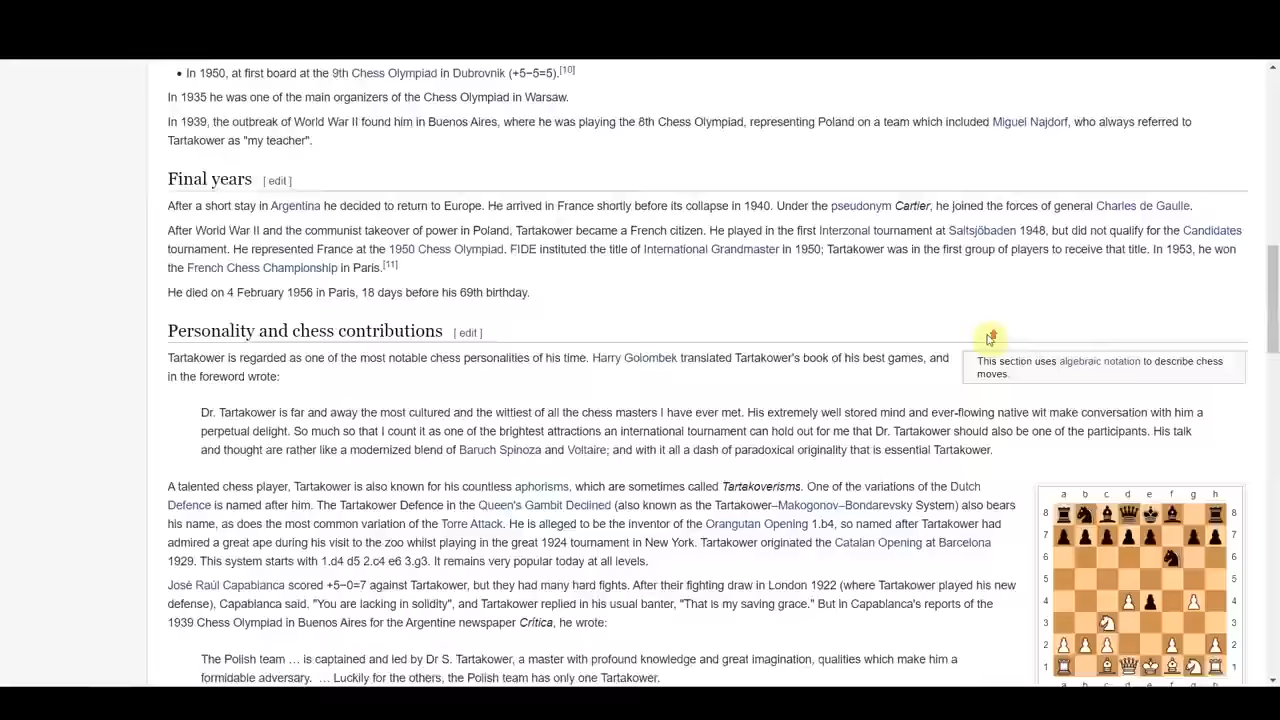 • In 1950, at first board at the 9th Chess Olympiad in Dubrovnik (+5−5=5).[10]
In 1935 he was one of the main organizers of the Chess Olympiad in Warsaw.
In 1939, the outbreak of World War II found him in Buenos Aires, where he was playing the 8th Chess Olympiad, representing Poland on a team which included Miguel Najdorf, who always referred to
Tartakower as "my teacher".
Final years [ edit ]
After a short stay in Argentina he decided to return to Europe. He arrived in France shortly before its collapse in 1940. Under the pseudonym Cartier, he joined the forces of general Charles de Gaulle.
After World War II and the communist takeover of power in Poland, Tartakower became a French citizen. He played in the first Interzonal tournament at Saltsjöbaden 1948, but did not qualify for the Candidates
tournament. He represented France at the 1950 Chess Olympiad. FIDE instituted the title of International Grandmaster in 1950; Tartakower was in the first group of players to receive that title. In 1953, he won
the French Chess Championship in Paris.[11]
He died on 4 February 1956 in Paris, 18 days before his 69th birthday.
Personality and chess contributions [ edit ]
Tartakower is regarded as one of the most notable chess personalities of his time. Harry Golombek translated Tartakower's book of his best games, and
in the foreword wrote:
This section uses algebraic notation to describe chess
moves.
Dr. Tartakower is far and away the most cultured and the wittiest of all the chess masters I have ever met. His extremely well stored mind and ever-flowing native wit make conversation with him a
perpetual delight. So much so that I count it as one of the brightest attractions an international tournament can hold out for me that Dr. Tartakower should also be one of the participants. His talk
and thought are rather like a modernized blend of Baruch Spinoza and Voltaire; and with it all a dash of paradoxical originality that is essential Tartakower.
A talented chess player, Tartakower is also known for his countless aphorisms, which are sometimes called Tartakoverisms. One of the variations of the Dutch
Defence is named after him. The Tartakower Defence in the Queen's Gambit Declined (also known as the Tartakower–Makogonov–Bondarevsky System) also bears
his name, as does the most common variation of the Torre Attack. He is alleged to be the inventor of the Orangutan Opening 1.b4, so named after Tartakower had
admired a great ape during his visit to the zoo whilst playing in the great 1924 tournament in New York. Tartakower originated the Catalan Opening at Barcelona
1929. This system starts with 1.d4 d5 2.c4 e6 3.g3. It remains very popular today at all levels.
José Raúl Capablanca scored +5−0=7 against Tartakower, but they had many hard fights. After their fighting draw in London 1922 (where Tartakower played his new
defense), Capablanca said, "You are lacking in solidity", and Tartakower replied in his usual banter, "That is my saving grace." But in Capablanca's reports of the
1939 Chess Olympiad in Buenos Aires for the Argentine newspaper Crítica, he wrote:
The Polish team … is captained and led by Dr S. Tartakower, a master with profound knowledge and great imagination, qualities which make him a
formidable adversary. … Luckily for the others, the Polish team has only one Tartakower.
a b c d e f g h
8 8
7 7
6 6
5 5
4 4
3 3
2 2
1 1